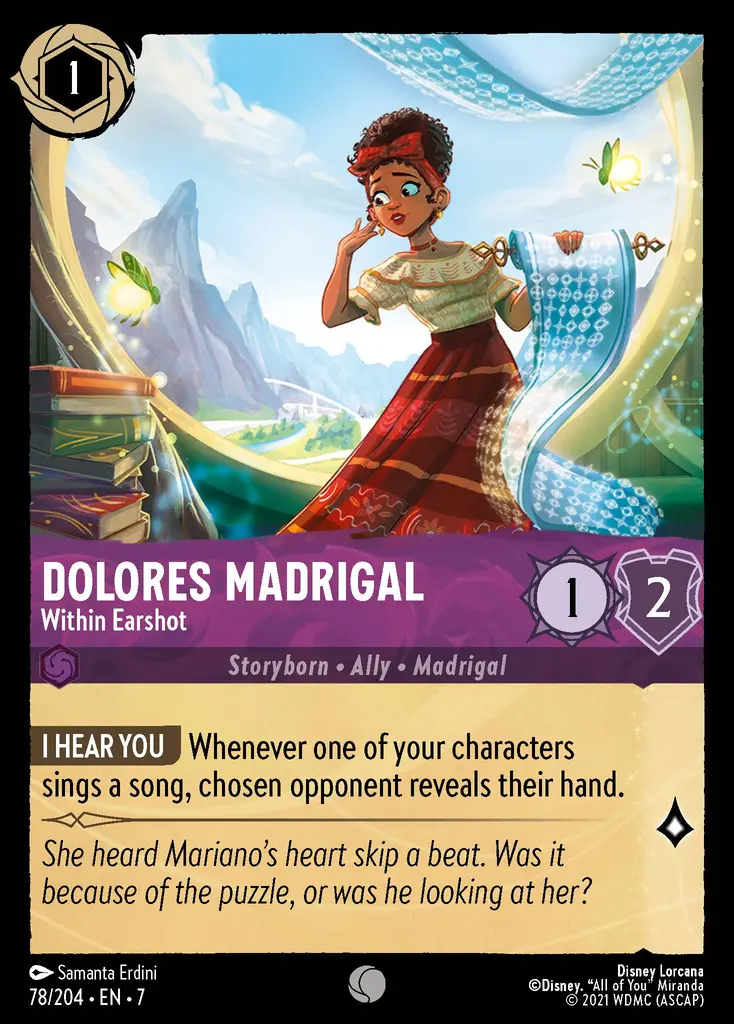 1
DOLORES MADRIGAL
Within Earshot
1
2
Storyborn • Ally • Madrigal
I HEAR YOU Whenever one of your characters
sings a song, chosen opponent reveals their hand.
She heard Mariano's heart skip a beat. Was it
because of the puzzle, or was he looking at her?
Samanta Erdini
78/204 • EN • 7
Disney Lorcana
©Disney. "All of You" Miranda
© 2021 WDMC (ASCAP)